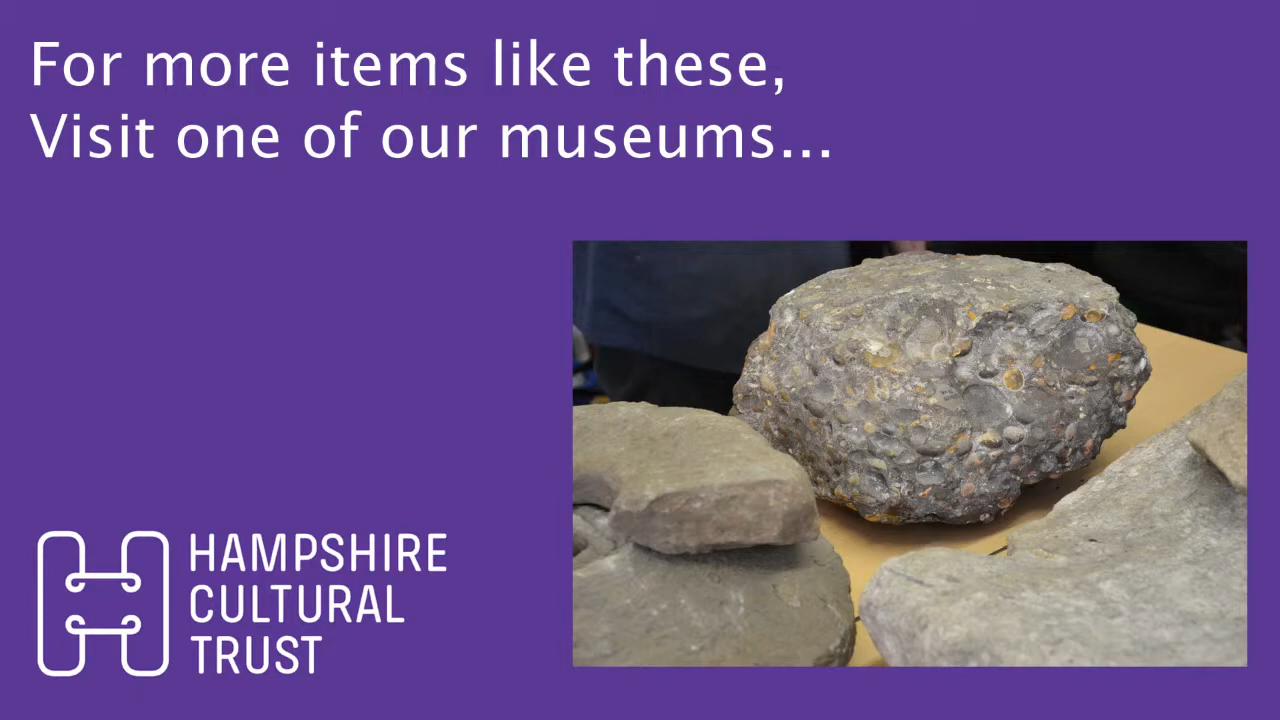 For more items like these,
Visit one of our museums...
HAMPSHIRE
CULTURAL
TRUST